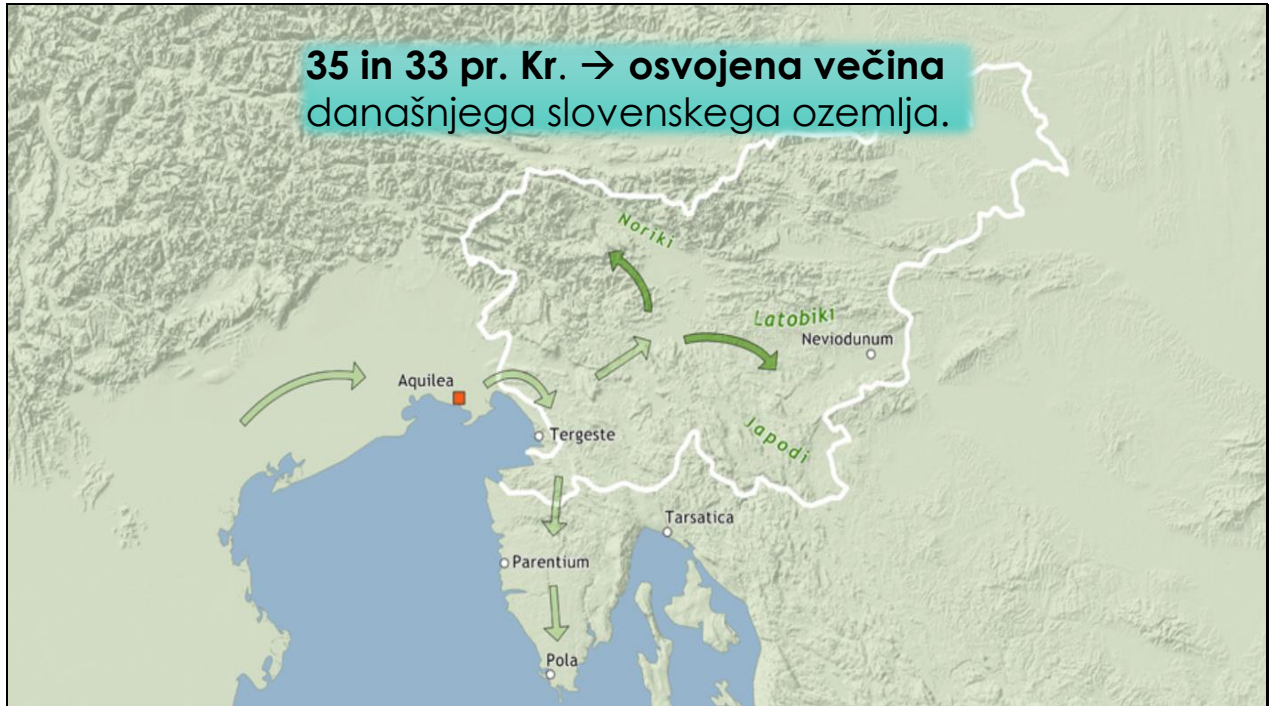 35 in 33 pr. Kr. → osvojena večina
današnjega slovenskega ozemlja.
Noriki
Latobiki
Neviodunum
Aquilea
Tergeste
Japodi
Tarsatica
Parentium
Pola